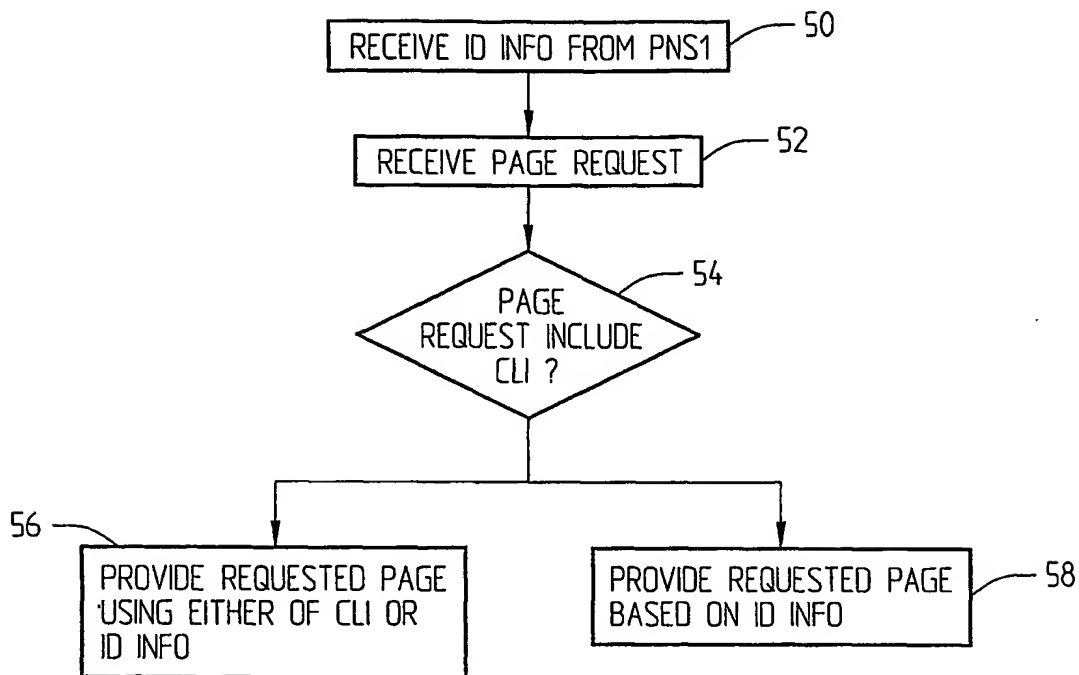 RECEIVE ID INFO FROM PNS1
50
RECEIVE PAGE REQUEST
52
54
PAGE
REQUEST INCLUDE
CLI ?
56
PROVIDE REQUESTED PAGE
USING EITHER OF CLI OR
ID INFO
PROVIDE REQUESTED PAGE
BASED ON ID INFO
58